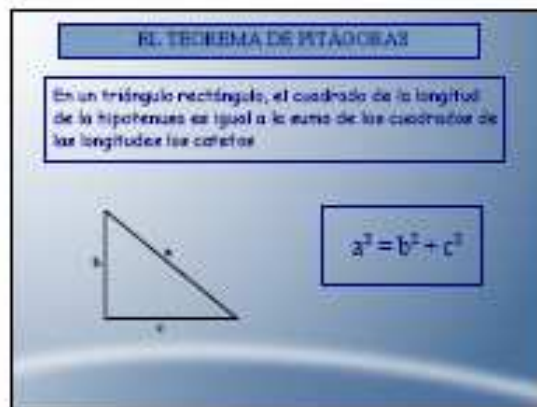 EL TEOREMA DE PITÁGORAS
En un triángulo rectángulo, el cuadrado de la longitud
de la hipotenusa es igual a la suma de los cuadrados de
las longitudes los catetos
b
a
a² = b² + c²
c